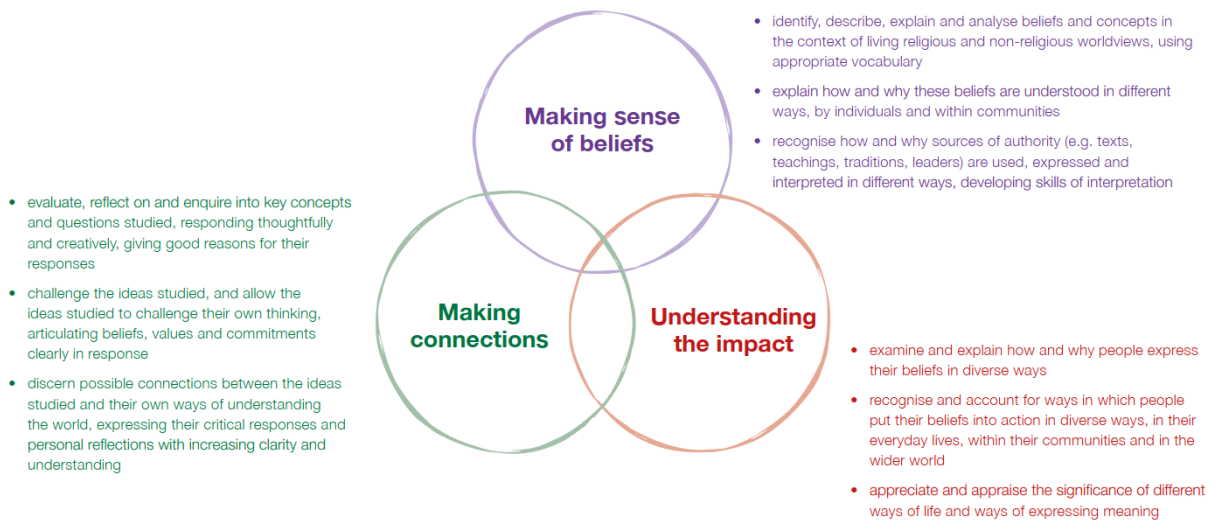 • identify, describe, explain and analyse beliefs and concepts in
the context of living religious and non-religious worldviews, using
appropriate vocabulary
• explain how and why these beliefs are understood in different
ways, by individuals and within communities
• recognise how and why sources of authority (e.g. texts,
teachings, traditions, leaders) are used, expressed and
interpreted in different ways, developing skills of interpretation
Making sense
of beliefs
• evaluate, reflect on and enquire into key concepts
and questions studied, responding thoughtfully
and creatively, giving good reasons for their
responses
• challenge the ideas studied, and allow the
ideas studied to challenge their own thinking,
articulating beliefs, values and commitments
clearly in response
• discern possible connections between the ideas
studied and their own ways of understanding
the world, expressing their critical responses and
personal reflections with increasing clarity and
understanding
Making
connections
Understanding
the impact
• examine and explain how and why people express
their beliefs in diverse ways
• recognise and account for ways in which people
put their beliefs into action in diverse ways, in their
everyday lives, within their communities and in the
wider world
• appreciate and appraise the significance of different
ways of life and ways of expressing meaning